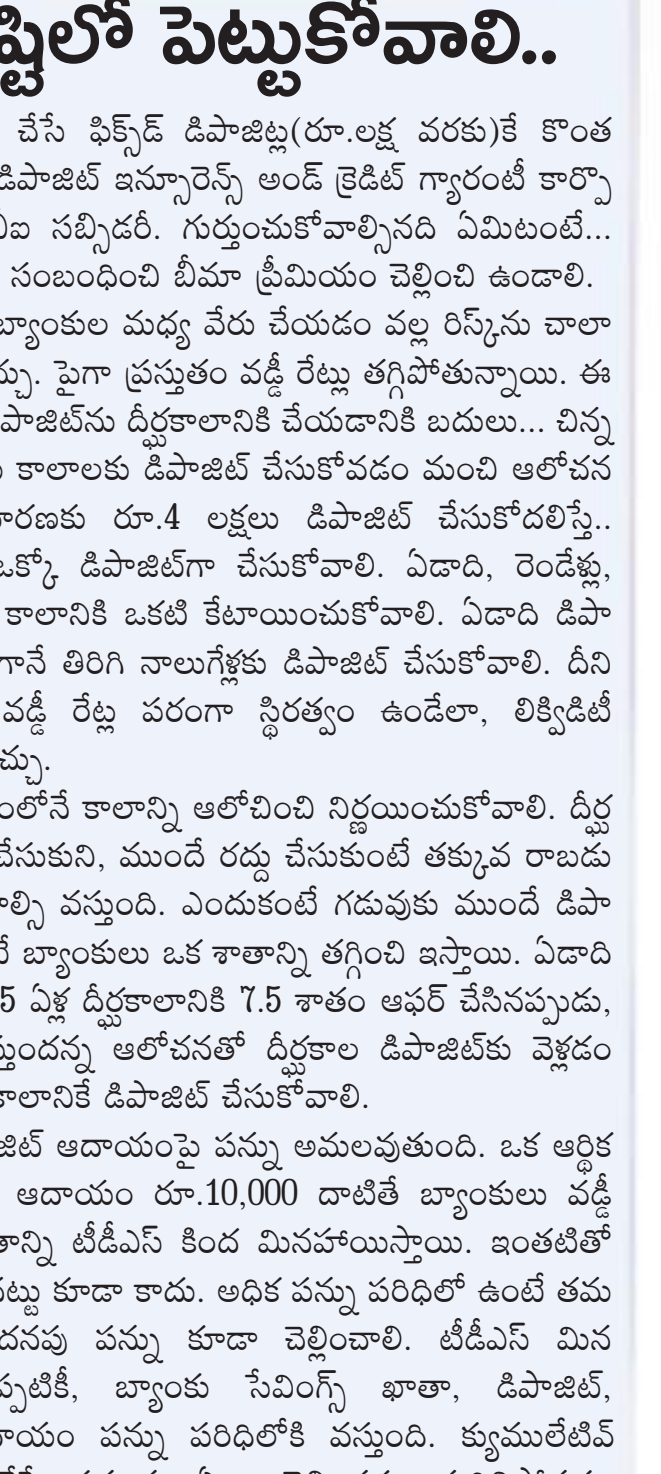 ష్టిలో పెట్టుకోవాలి..
చేసే ఫిక్స్‌డ్ డిపాజిట్ల(రూ.లక్ష వరకు)కే కొంత
డిపాజిట్ ఇన్సూరెన్స్ అండ్ క్రెడిట్ గ్యారంటీ కార్పొ
సబ్సిడరీ. గుర్తుంచుకోవాల్సినది ఏమిటంటే...
సంబంధించి బీమా ప్రీమియం చెల్లించి ఉండాలి.
బ్యాంకుల మధ్య వేరు చేయడం వల్ల రిస్క్‌ను చాలా
చ్చు. పైగా ప్రస్తుతం వడ్డీ రేట్లు తగ్గిపోతున్నాయి. ఈ
పాజిట్‌ను దీర్ఘకాలానికి చేయడానికి బదులు... చిన్న
కాలాలకు డిపాజిట్ చేసుకోవడం మంచి ఆలోచన
రణకు రూ.4 లక్షలు డిపాజిట్ చేసుకోదలిస్తే..
ఒక్కో డిపాజిట్‌గా చేసుకోవాలి. ఏడాది, రెండేళ్లు,
కాలానికి ఒకటి కేటాయించుకోవాలి. ఏడాది డిపా
గానే తిరిగి నాలుగేళ్లకు డిపాజిట్ చేసుకోవాలి. దీని
వడ్డీ రేట్ల పరంగా స్థిరత్వం ఉండేలా, లిక్విడిటీ
చ్చు.
లోనే కాలాన్ని ఆలోచించి నిర్ణయించుకోవాలి. దీర్ఘ
చేసుకుని, ముందే రద్దు చేసుకుంటే తక్కువ రాబడు
ల్సి వస్తుంది. ఎందుకంటే గడువుకు ముందే డిపా
బ్యాంకులు ఒక శాతాన్ని తగ్గించి ఇస్తాయి. ఏడాది
5 ఏళ్ల దీర్ఘకాలానికి 7.5 శాతం ఆఫర్ చేసినప్పుడు,
స్తుందన్న ఆలోచనతో దీర్ఘకాల డిపాజిట్‌కు వెళ్లడం
కాలానికే డిపాజిట్ చేసుకోవాలి.
జిట్ ఆదాయంపై పన్ను అమలవుతుంది. ఒక ఆర్థిక
ఆదాయం రూ.10,000 దాటితే బ్యాంకులు వడ్డీ
తాన్ని టీడీఎస్ కింద మినహాయిస్తాయి. ఇంతటితో
ట్టు కూడా కాదు. అధిక పన్ను పరిధిలో ఉంటే తమ
దనపు పన్ను కూడా చెల్లించాలి. టీడీఎస్ మిన
ప్పటికీ, బ్యాంకు సేవింగ్స్ ఖాతా, డిపాజిట్,
యం పన్ను పరిధిలోకి వస్తుంది. క్యుములేటివ్